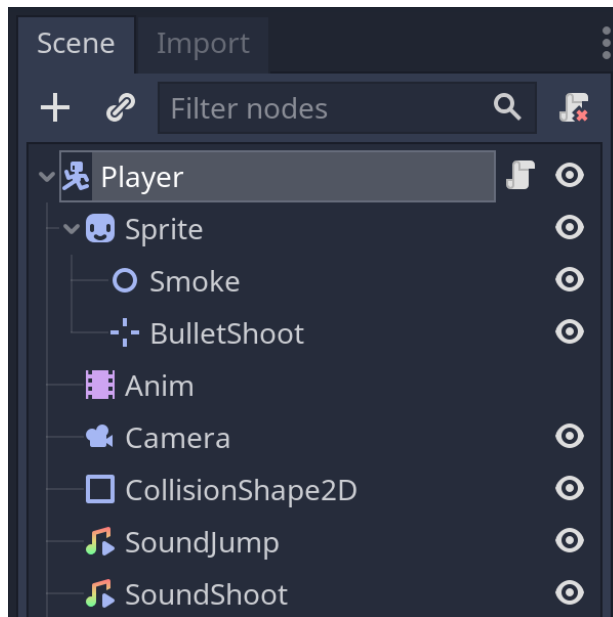 Scene Import
Filter nodes
Player
Sprite
Smoke
BulletShoot
Anim
Camera
CollisionShape2D
SoundJump
SoundShoot